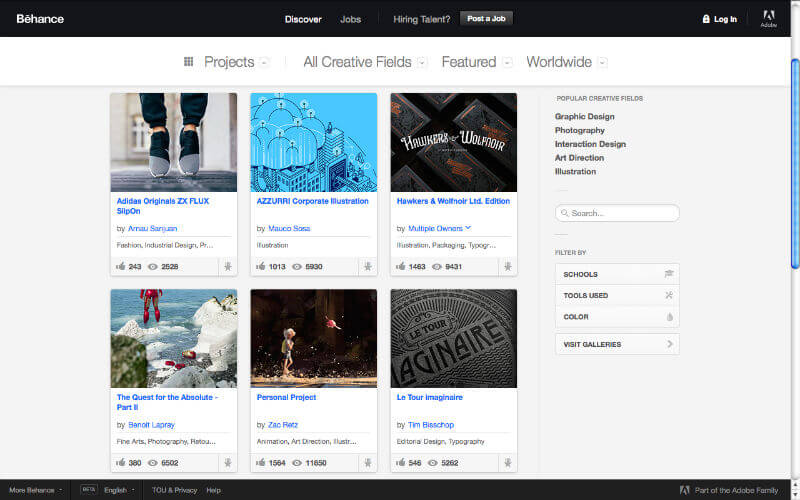 Bēhance
Discover
Jobs
Hiring Talent?
Post a Job
Log In
Adobe
Projects
All Creative Fields
Featured
Worldwide
Adidas Originals ZX FLUX
SlipOn
by Arnau Sanjuan
Fashion, Industrial Design, Pr...
243
2528
AZZURRI Corporate Illustration
by Mauco Sosa
Illustration
1013
5930
HAWKERS & WOLFNOIR
Hawkers & Wolfnoir Ltd. Edition
by Multiple Owners
Illustration, Packaging, Typogr...
1463
9431
The Quest for the Absolute -
Part II
by Benoit Lapray
Fine Arts, Photography, Retou...
380
6502
Personal Project
by Zac Retz
Animation, Art Direction, Illustr...
1564
11650
LE TOUR
IMAGINAIRE
Le Tour Imaginaire
by Tim Bisschop
Editorial Design, Typography
546
5262
POPULAR CREATIVE FIELDS
Graphic Design
Photography
Interaction Design
Art Direction
Illustration
Search...
FILTER BY
SCHOOLS
TOOLS USED
COLOR
VISIT GALLERIES
More Behance
BETA
English
TOU & Privacy
Help
Part of the Adobe Family